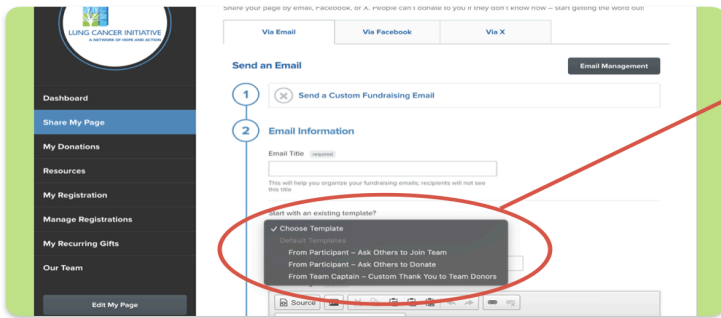 Share your page by email, Facebook, or X. People can't donate to you if they don't know how – start getting the word out!
LUNG CANCER INITIATIVE
A NETWORK OF HOPE AND ACTION
Via Email
Via Facebook
Via X
Send an Email
Email Management
Dashboard
Share My Page
My Donations
Resources
My Registration
Manage Registrations
My Recurring Gifts
Our Team
Edit My Page
1
Send a Custom Fundraising Email
2
Email Information
Email Title required
This will help you organize your fundraising emails; recipients will not see
this title
Start with an existing template?
✓ Choose Template
Default Templates
From Participant – Ask Others to Join Team
From Participant – Ask Others to Donate
From Team Captain – Custom Thank You to Team Donors
Source